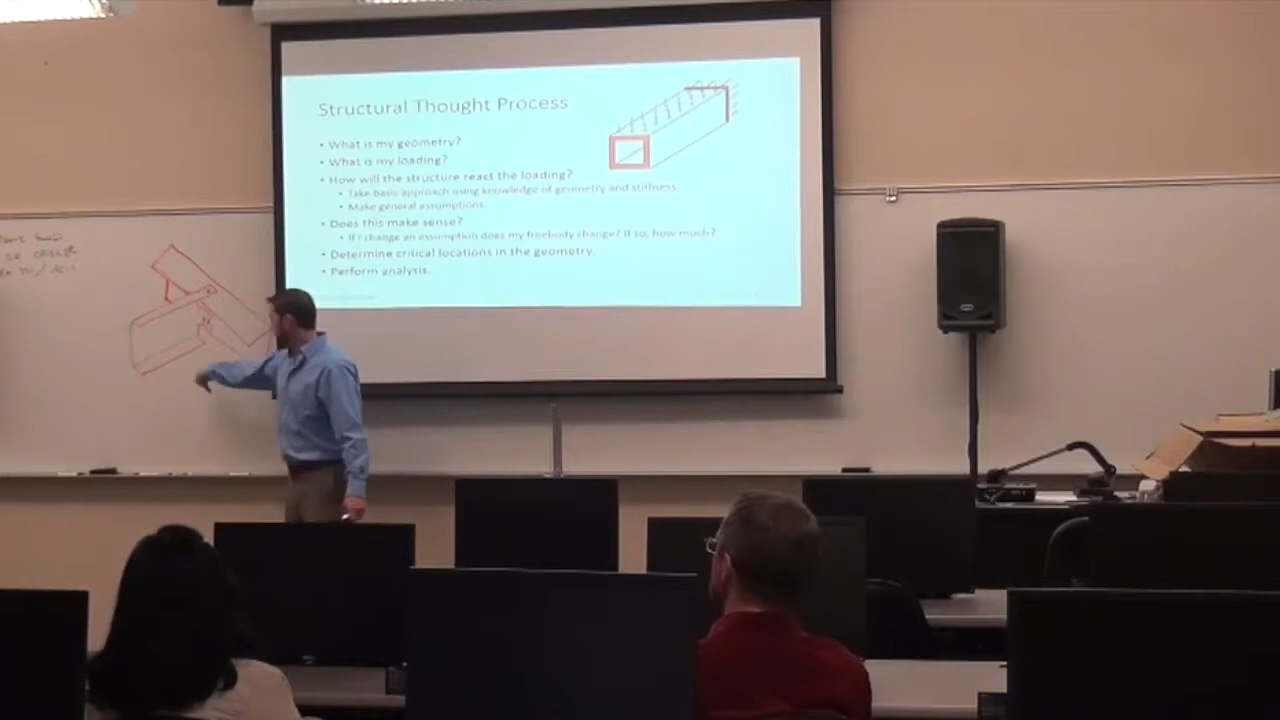 Structural Thought Process
• What is my geometry?
• What is my loading?
• How will the structure react the loading?
• Take basic approach using knowledge of geometry and stiffness.
• Make general assumptions.
• Does this make sense?
• If I change an assumption does my freebody change? If so, how much?
• Determine critical locations in the geometry.
• Perform analysis.